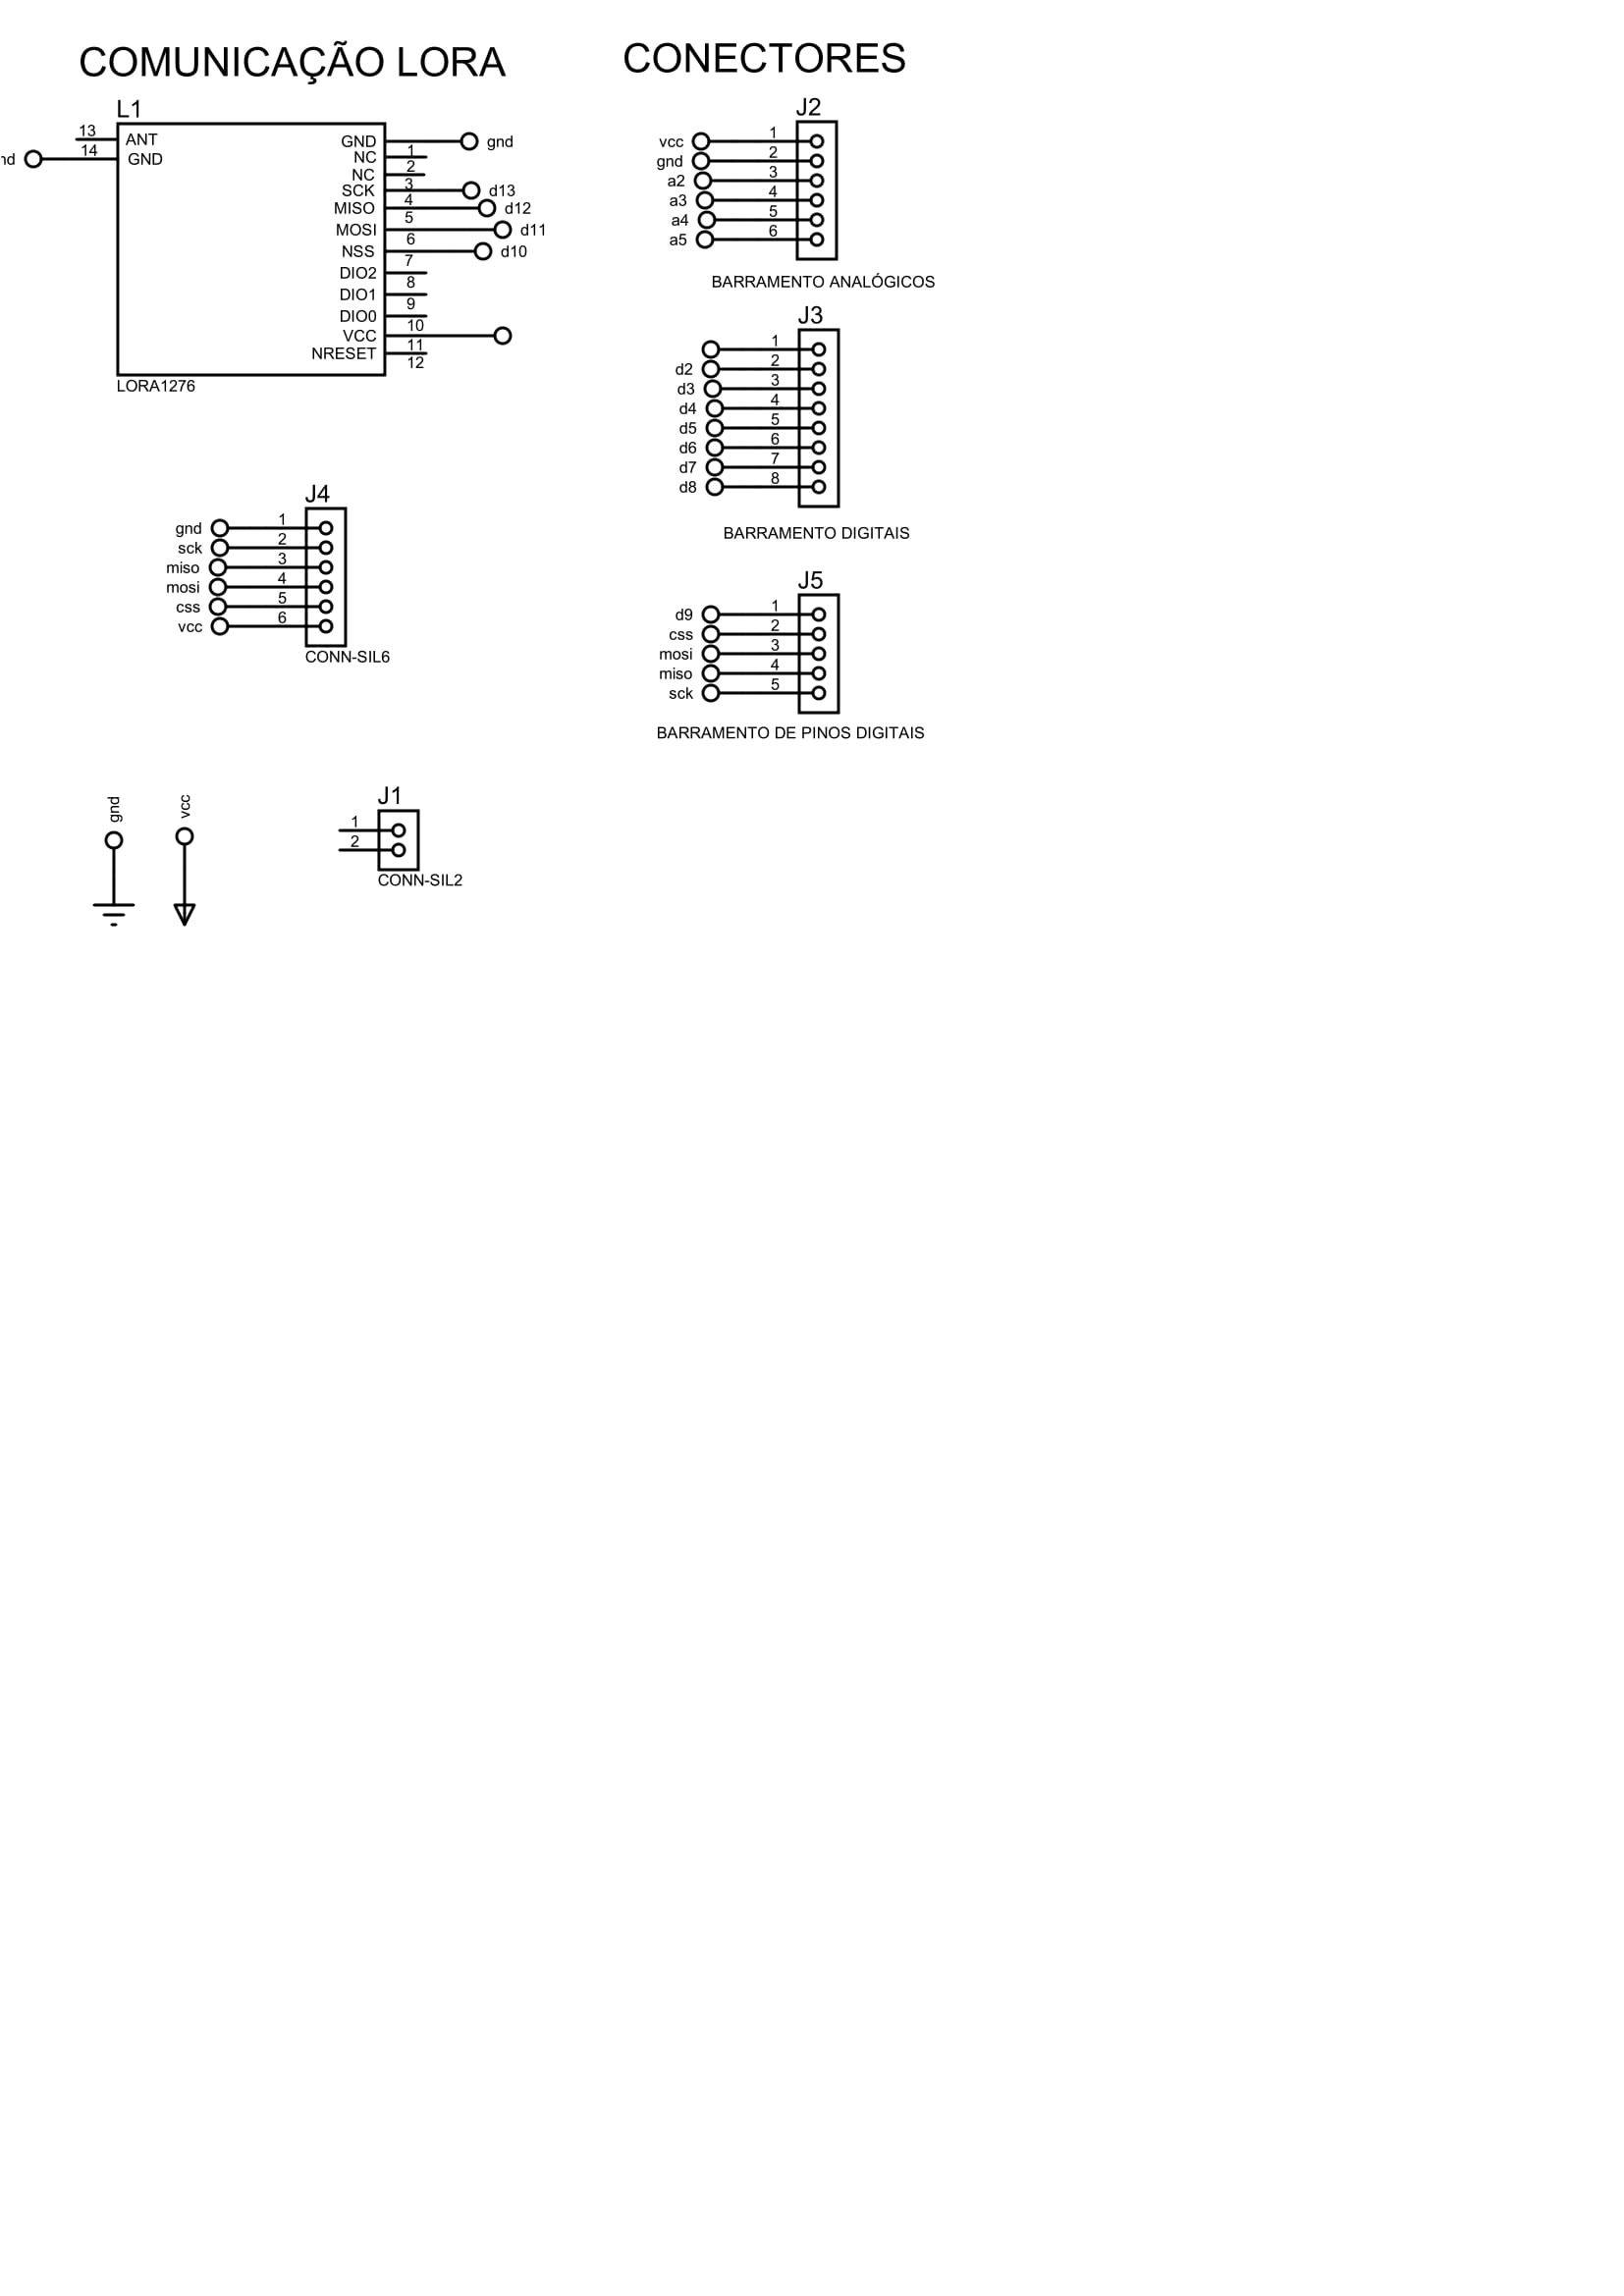 COMUNICAÇÃO LORA
L1
13 ANT
14 GND
GND 1 gnd
NC 2
NC 3
SCK 4 d13
MISO 5 d12
MOSI 6 d11
NSS 7 d10
DIO2 8
DIO1 9
DIO0 10
VCC 11
NRESET 12
LORA1276
J4
gnd 1
sck 2
miso 3
mosi 4
css 5
vcc 6
CONN-SIL6
gnd
vcc
J1
1
2
CONN-SIL2
CONECTORES
J2
vcc 1
gnd 2
a2 3
a3 4
a4 5
a5 6
BARRAMENTO ANALÓGICOS
J3
1
d2 2
d3 3
d4 4
d5 5
d6 6
d7 7
d8 8
BARRAMENTO DIGITAIS
J5
d9 1
css 2
mosi 3
miso 4
sck 5
BARRAMENTO DE PINOS DIGITAIS